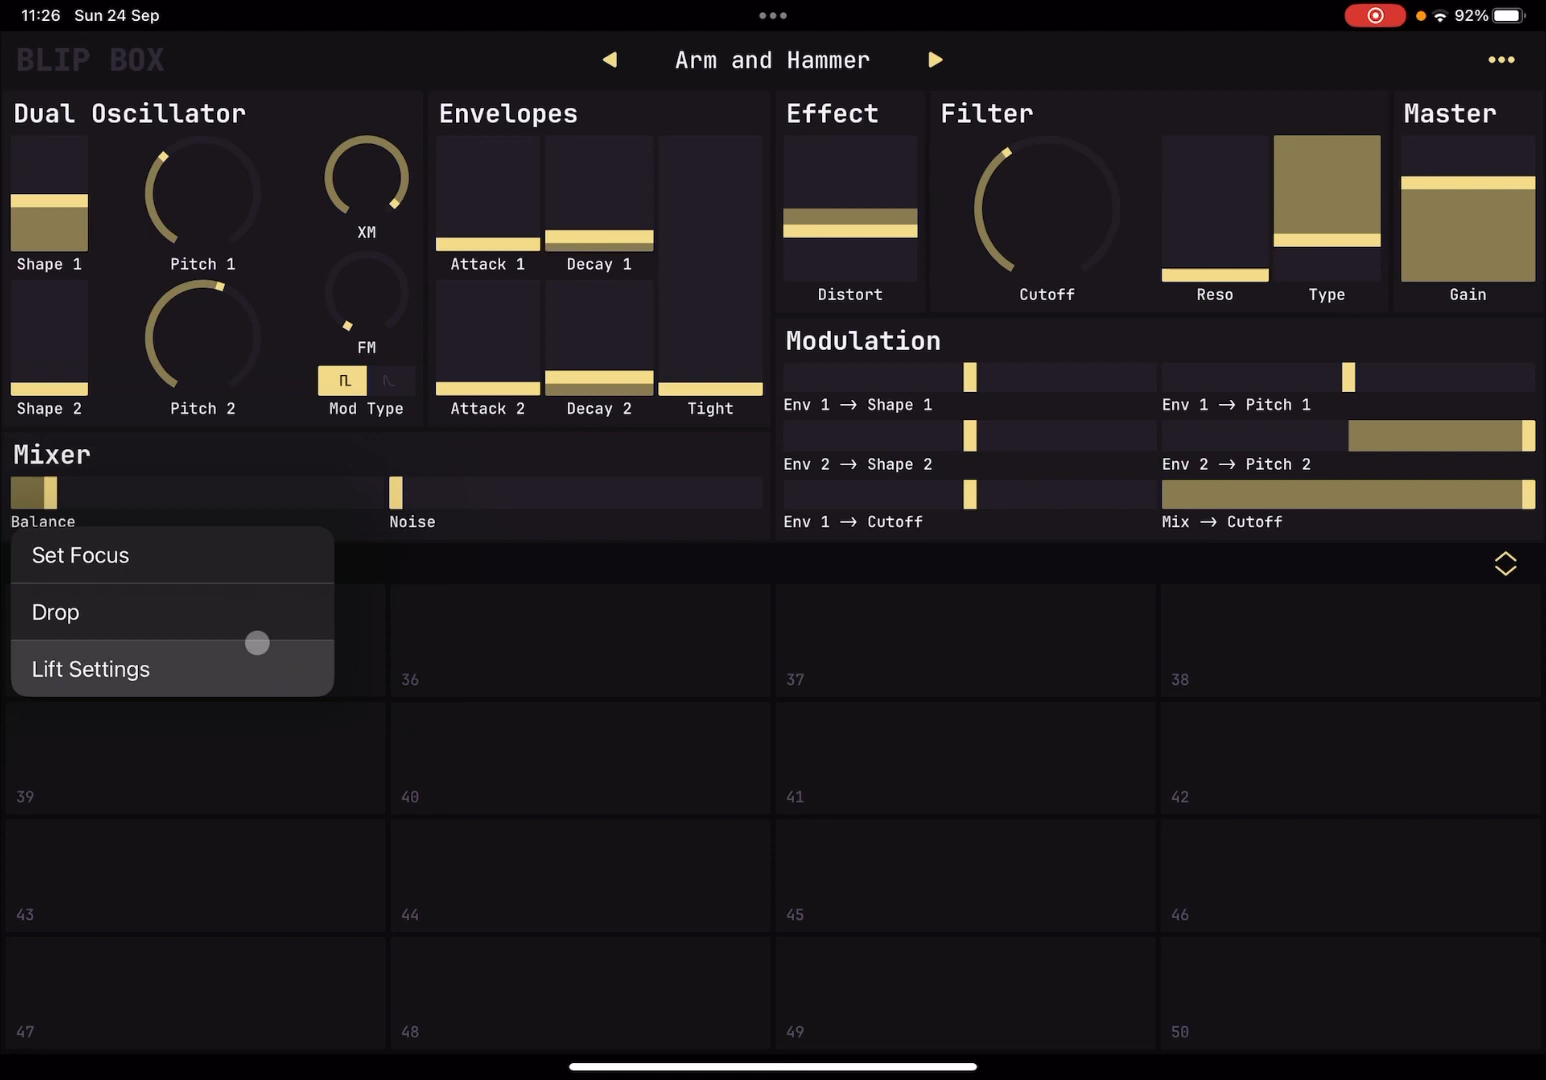 11:26 Sun 24 Sep
92%
BLIP BOX
Arm and Hammer
Dual Oscillator
Shape 1
Pitch 1
XM
FM
Shape 2
Pitch 2
Mod Type
Envelopes
Attack 1
Decay 1
Attack 2
Decay 2
Tight
Effect
Distort
Filter
Cutoff
Reso
Type
Master
Gain
Mixer
Balance
Noise
Modulation
Env 1 → Shape 1
Env 1 → Pitch 1
Env 2 → Shape 2
Env 2 → Pitch 2
Env 1 → Cutoff
Mix → Cutoff
Set Focus
Drop
Lift Settings
36
37
38
39
40
41
42
43
44
45
46
47
48
49
50